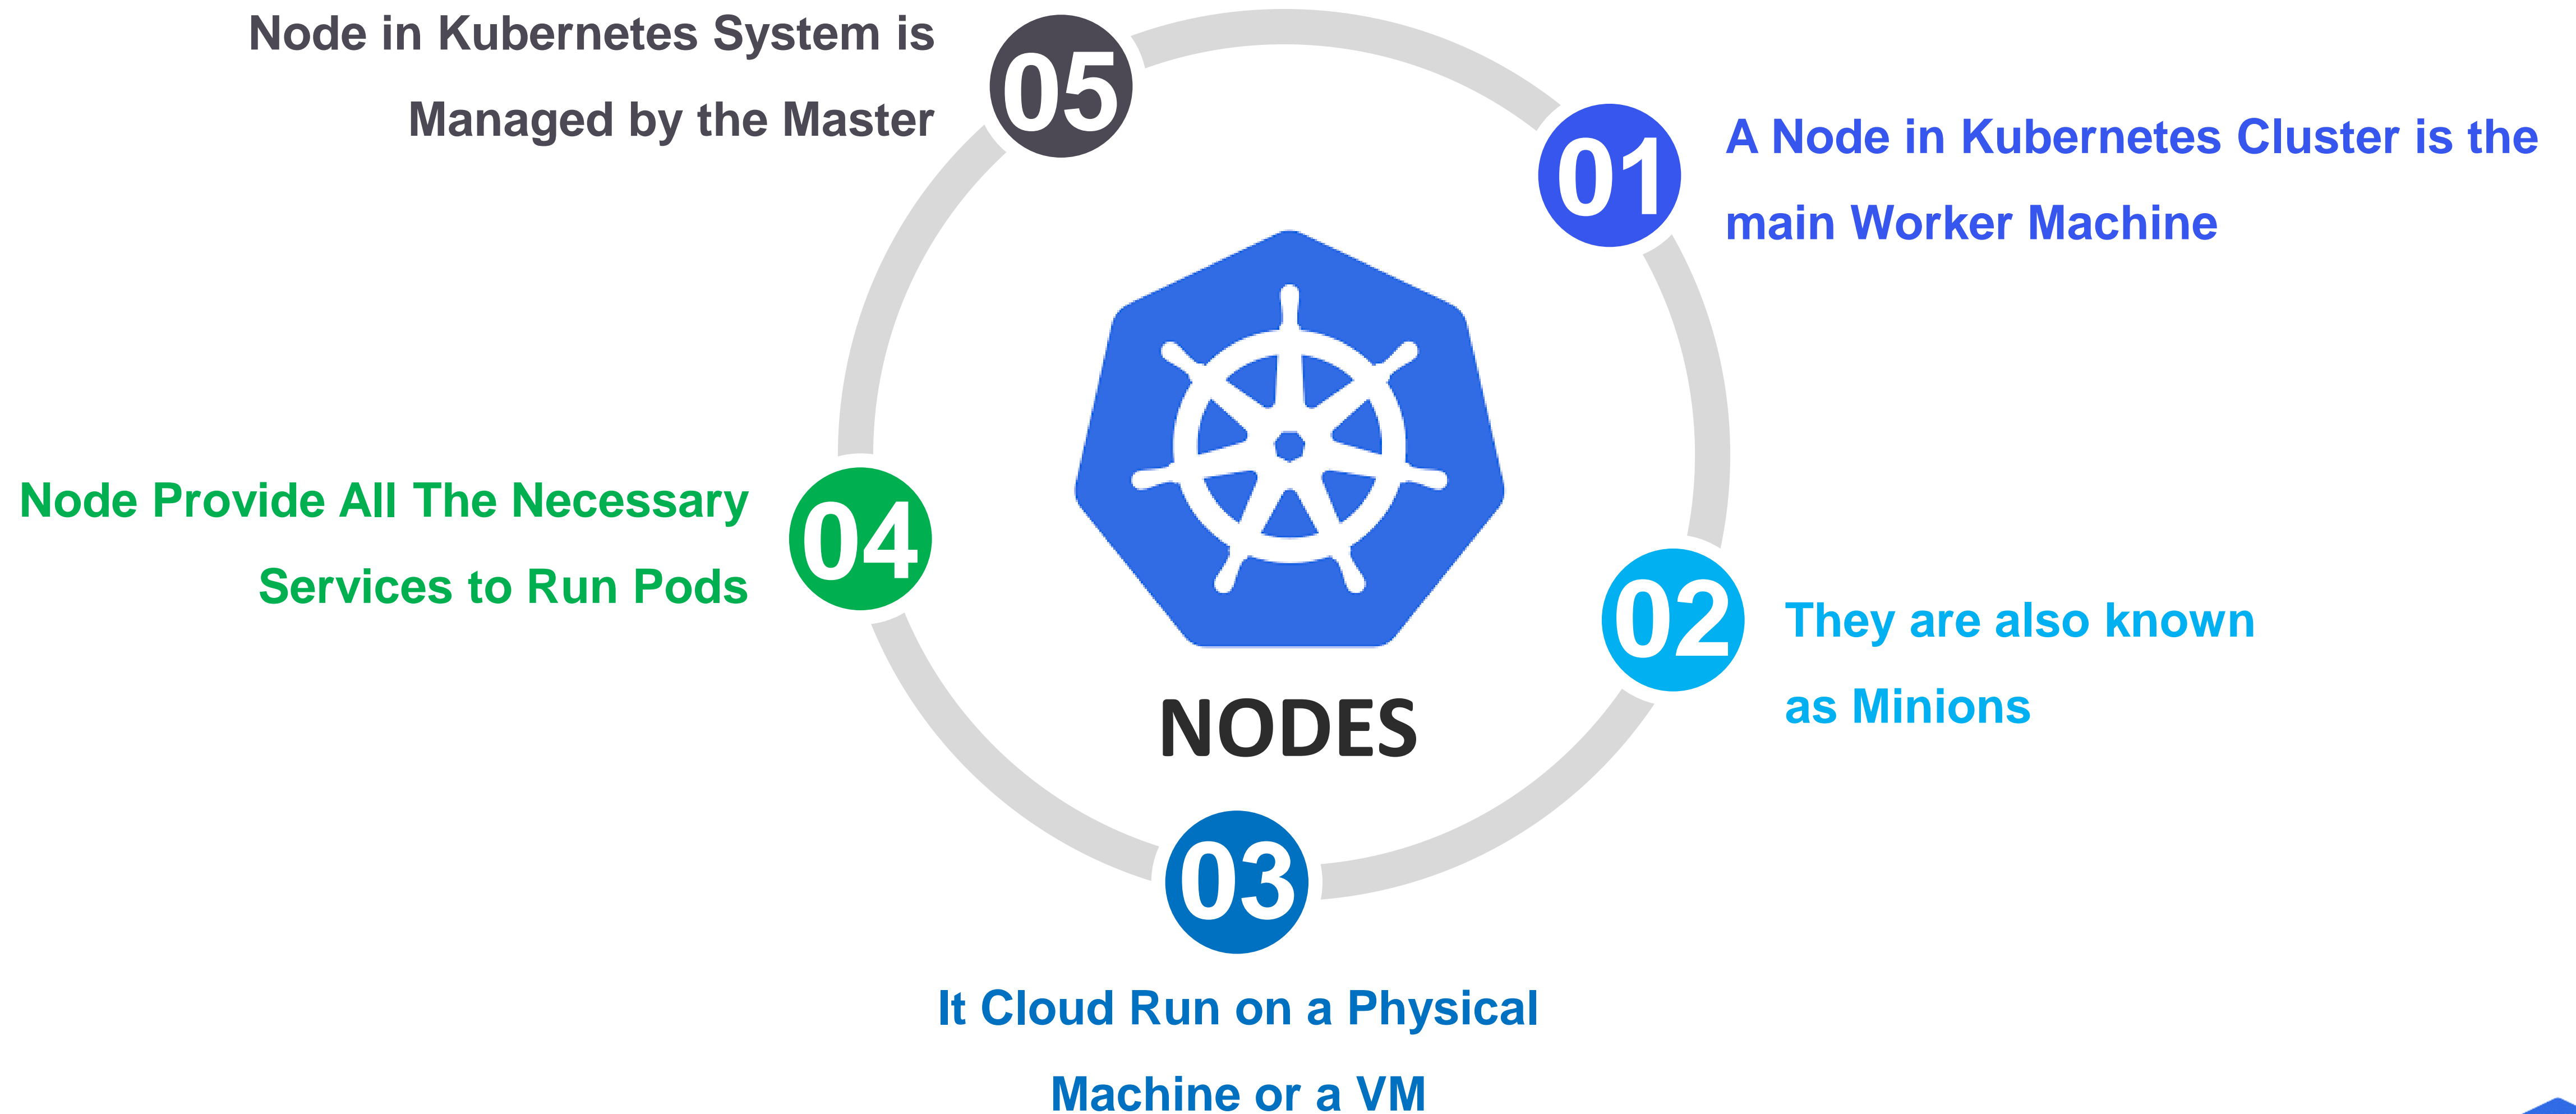 01
A Node in Kubernetes Cluster is the
main Worker Machine
02
They are also known
as Minions
03
It Cloud Run on a Physical
Machine or a VM
04
Node Provide All The Necessary
Services to Run Pods
05
Node in Kubernetes System is
Managed by the Master
NODES